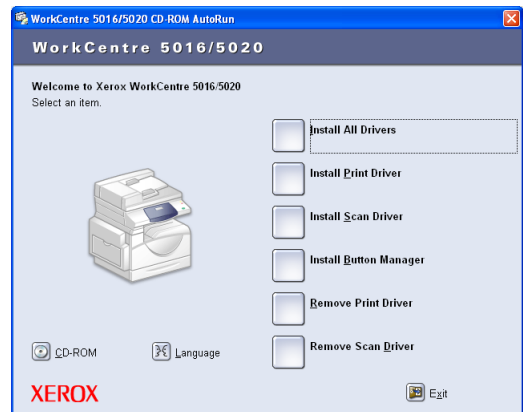 WorkCentre 5016/5020 CD-ROM AutoRun
WorkCentre 5016/5020
Welcome to Xerox WorkCentre 5016/5020
Select an item.
Install All Drivers
Install Print Driver
Install Scan Driver
Install Button Manager
Remove Print Driver
Remove Scan Driver
CD-ROM
Language
XEROX
Exit